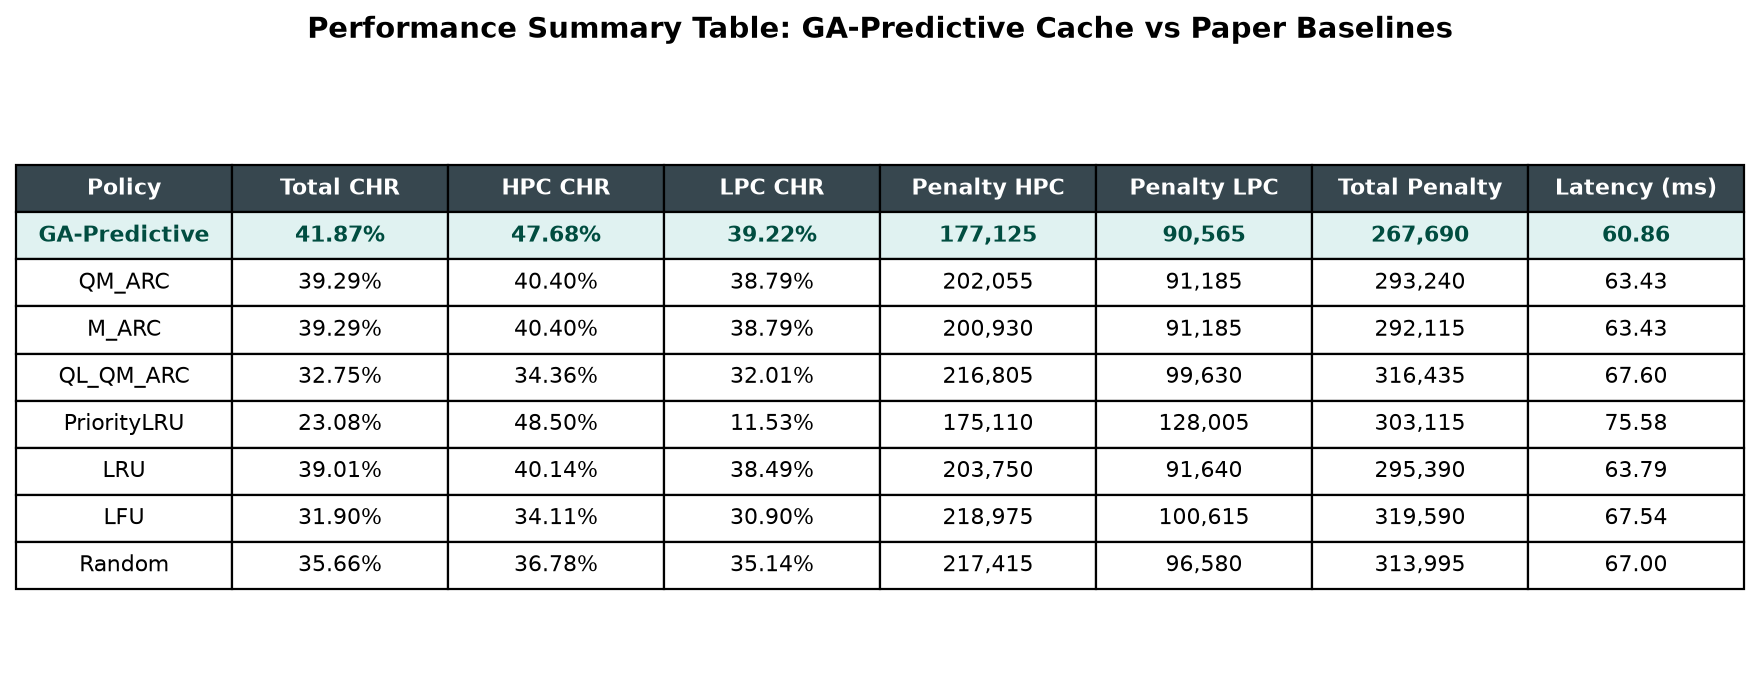 Performance Summary Table: GA-Predictive Cache vs Paper Baselines
Policy Total CHR HPC CHR LPC CHR Penalty HPC Penalty LPC Total Penalty Latency (ms)
GA-Predictive 41.87% 47.68% 39.22% 177,125 90,565 267,690 60.86
QM_ARC 39.29% 40.40% 38.79% 202,055 91,185 293,240 63.43
M_ARC 39.29% 40.40% 38.79% 200,930 91,185 292,115 63.43
QL_QM_ARC 32.75% 34.36% 32.01% 216,805 99,630 316,435 67.60
PriorityLRU 23.08% 48.50% 11.53% 175,110 128,005 303,115 75.58
LRU 39.01% 40.14% 38.49% 203,750 91,640 295,390 63.79
LFU 31.90% 34.11% 30.90% 218,975 100,615 319,590 67.54
Random 35.66% 36.78% 35.14% 217,415 96,580 313,995 67.00